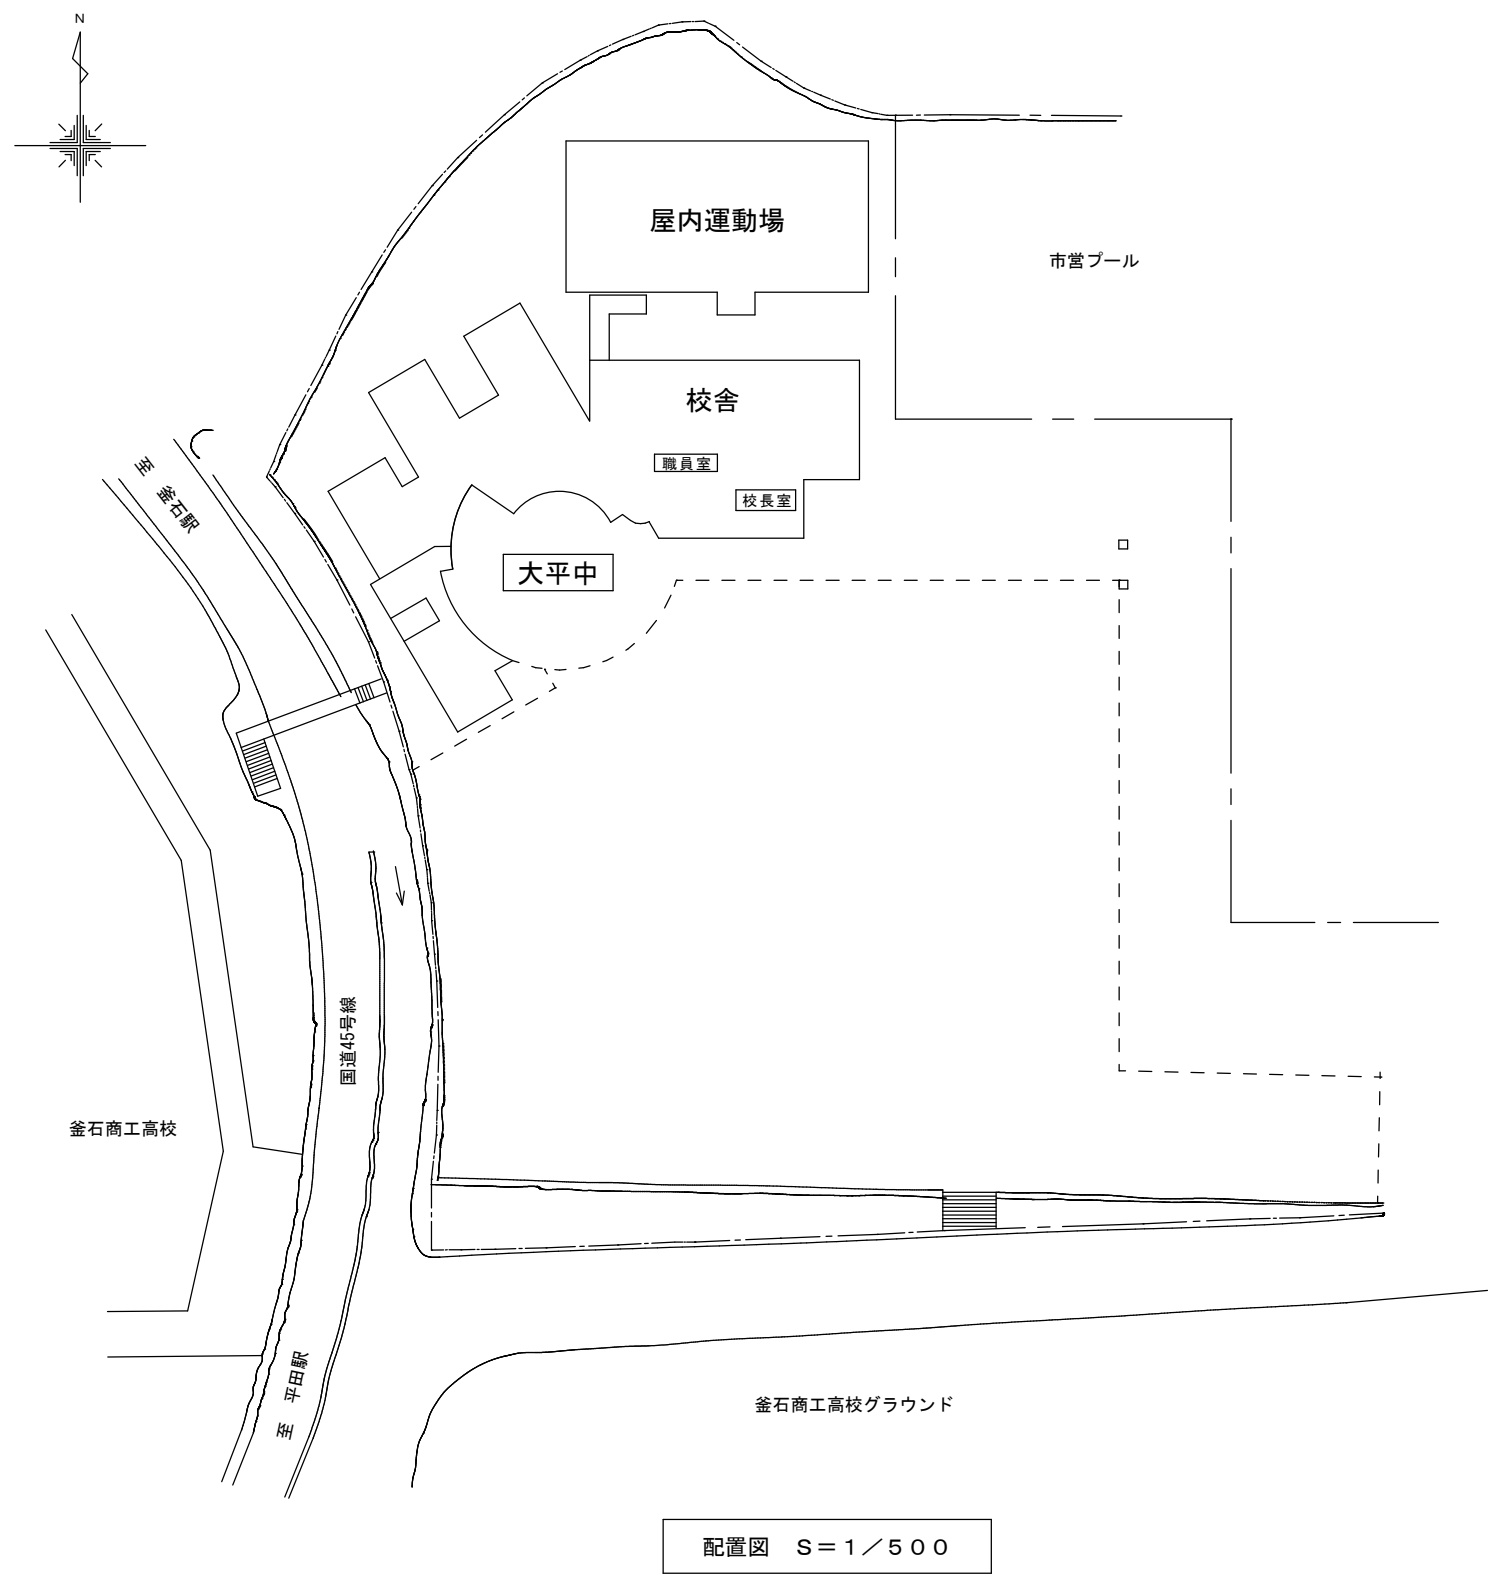 N
屋内運動場
市営プール
校舎
職員室
校長室
至 釜石駅
大平中
国道45号線
釜石商工高校
至 平田駅
釜石商工高校グラウンド
配置図 S=1/500